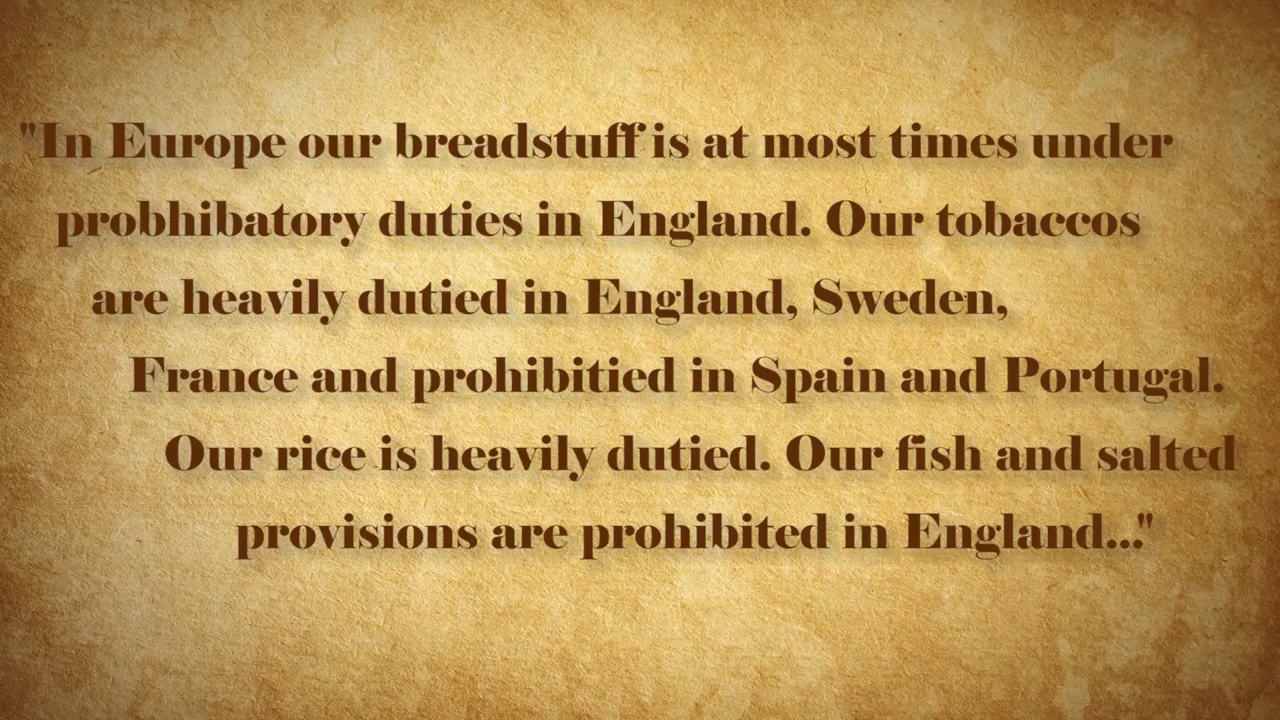 "In Europe our breadstuff is at most times under
probhibatory duties in England. Our tobaccos
are heavily dutied in England, Sweden,
France and prohibitied in Spain and Portugal.
Our rice is heavily dutied. Our fish and salted
provisions are prohibited in England..."